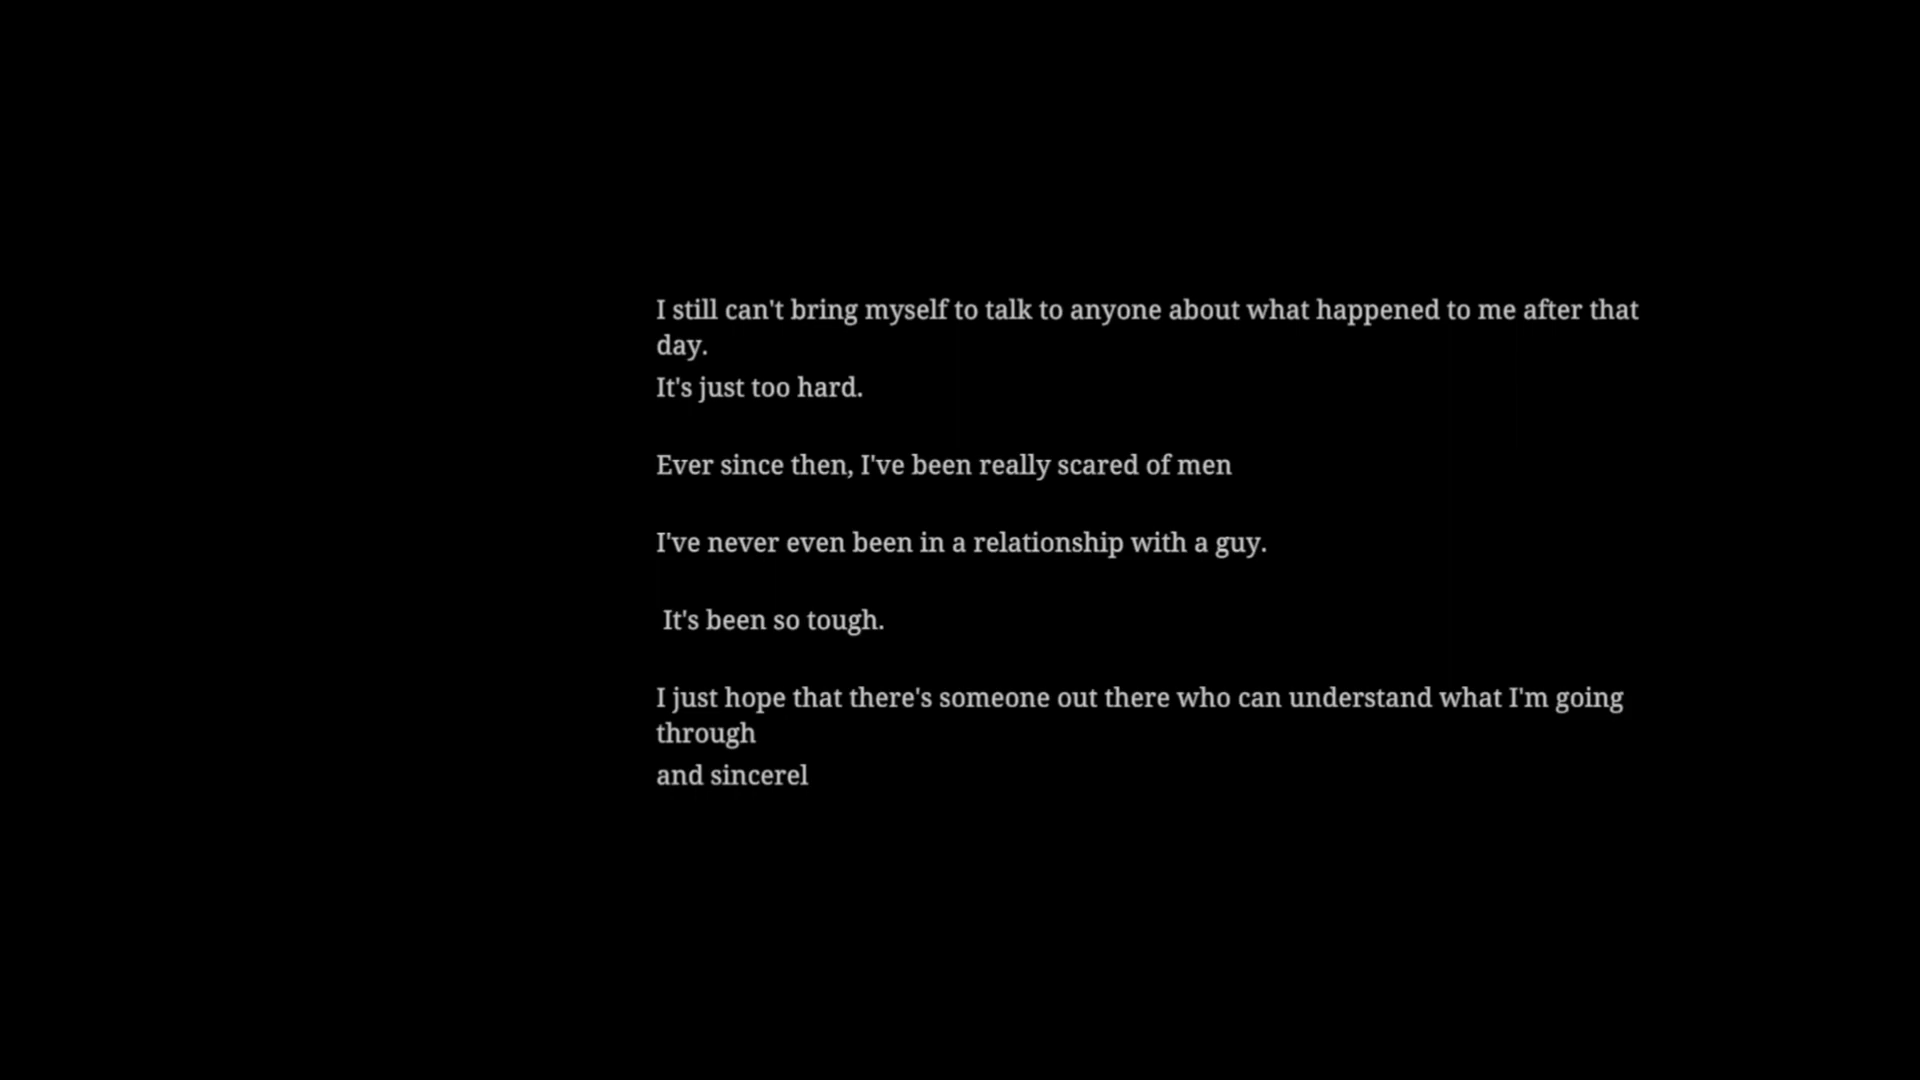 I still can't bring myself to talk to anyone about what happened to me after that
day.
It's just too hard.
Ever since then, I've been really scared of men
I've never even been in a relationship with a guy.
It's been so tough.
I just hope that there's someone out there who can understand what I'm going
through
and sincerel